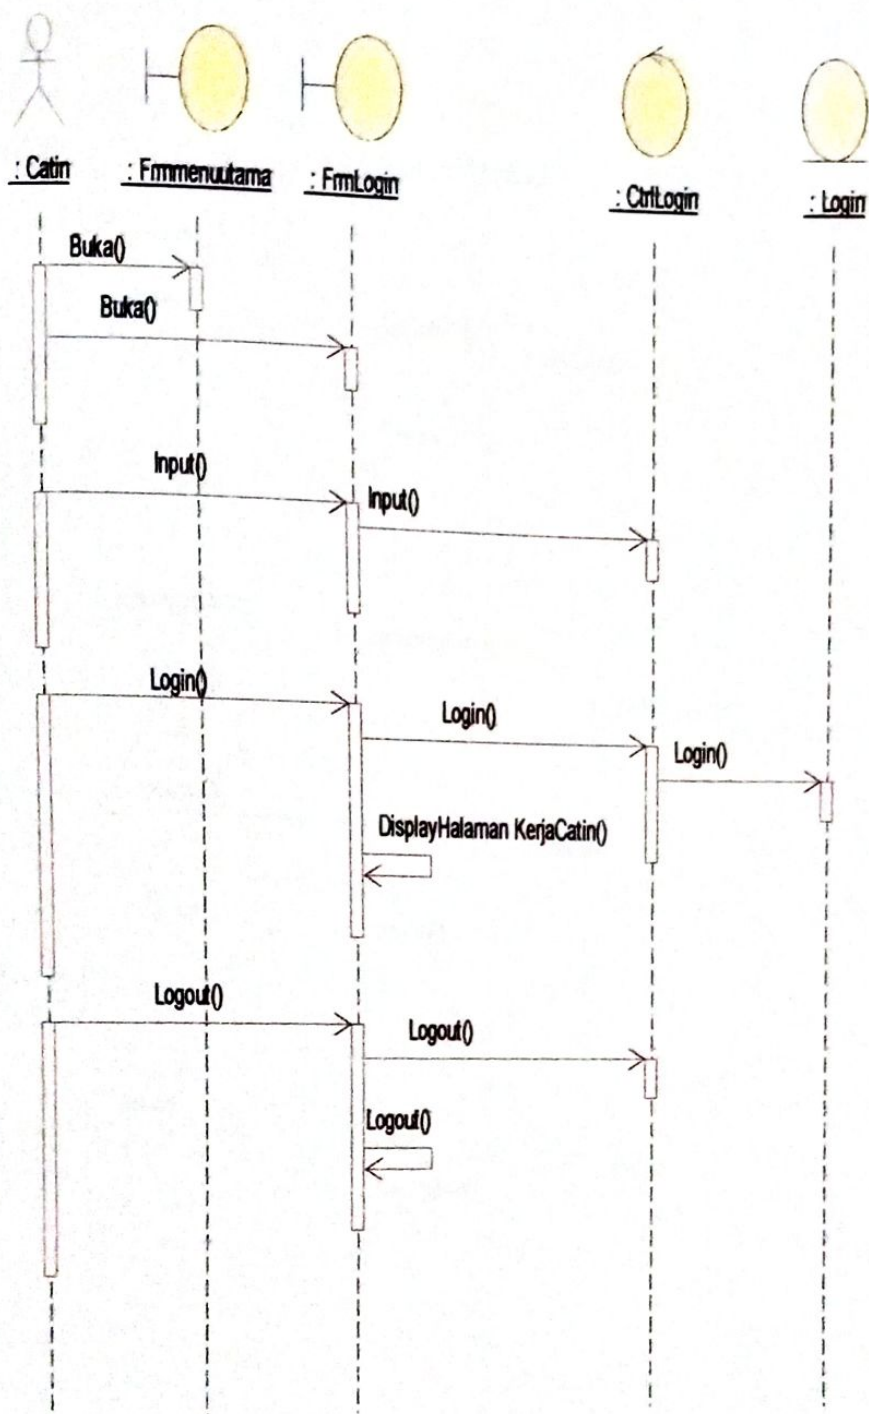 : Catin
: Frmmenuutama
: FrmLogin
: CtrlLogin
: Login
Buka()
Buka()
Input()
Input()
Login()
Login()
Login()
DisplayHalaman KerjaCatin()
Logout()
Logout()
Logout()